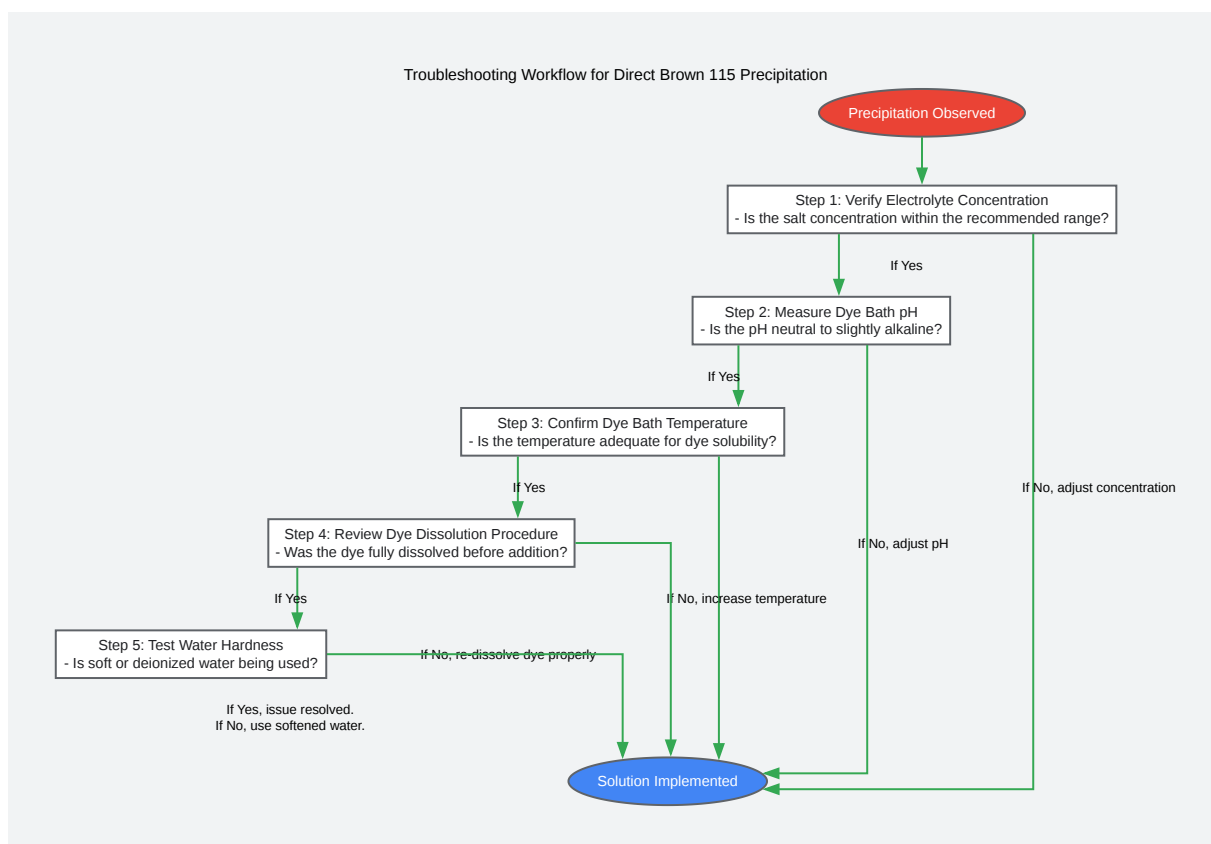 Troubleshooting Workflow for Direct Brown 115 Precipitation
Precipitation Observed
Step 1: Verify Electrolyte Concentration
- Is the salt concentration within the recommended range?
If Yes
Step 2: Measure Dye Bath pH
- Is the pH neutral to slightly alkaline?
If Yes
Step 3: Confirm Dye Bath Temperature
- Is the temperature adequate for dye solubility?
If Yes
If No, adjust concentration
Step 4: Review Dye Dissolution Procedure
- Was the dye fully dissolved before addition?
If No, adjust pH
If Yes
If No, increase temperature
Step 5: Test Water Hardness
- Is soft or deionized water being used?
If No, re-dissolve dye properly
If Yes, issue resolved.
If No, use softened water.
Solution Implemented